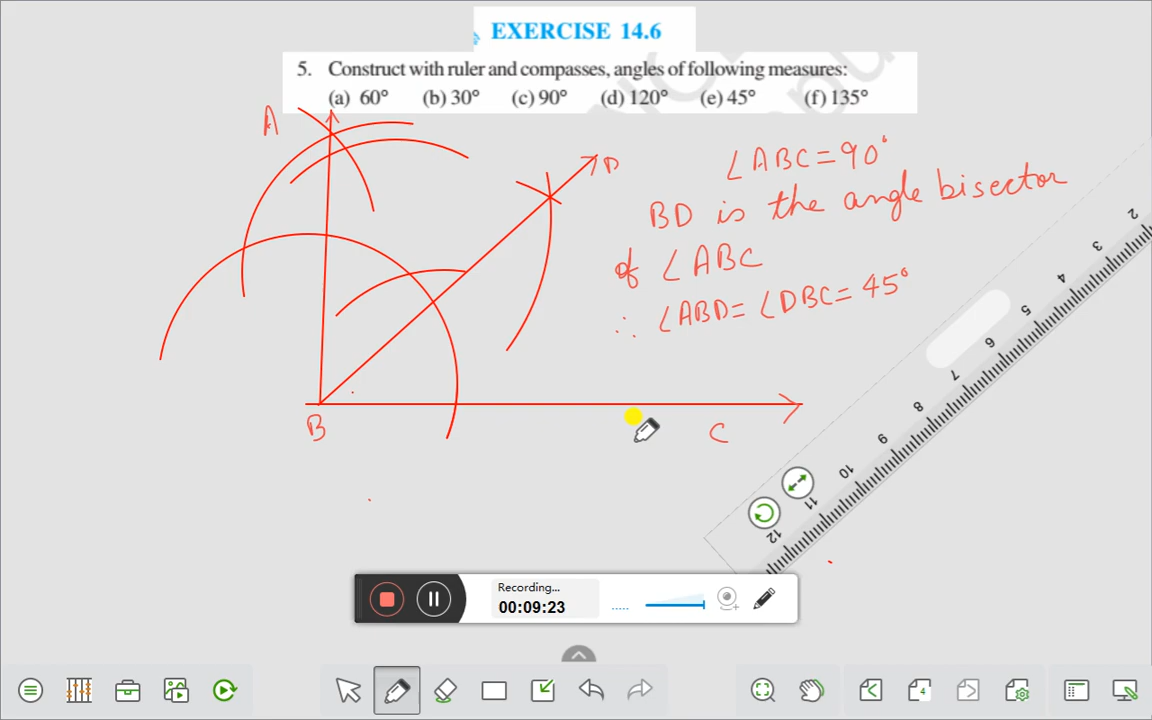 EXERCISE 14.6
5. Construct with ruler and compasses, angles of following measures:
(a) 60° (b) 30° (c) 90° (d) 120° (e) 45° (f) 135°
A
D
∠ABC = 90°
BD is the angle bisector
of ∠ABC
∴ ∠ABD = ∠DBC = 45°
B
C
2
3
4
5
6
7
8
9
10
11
12
Recording...
00:09:23
4